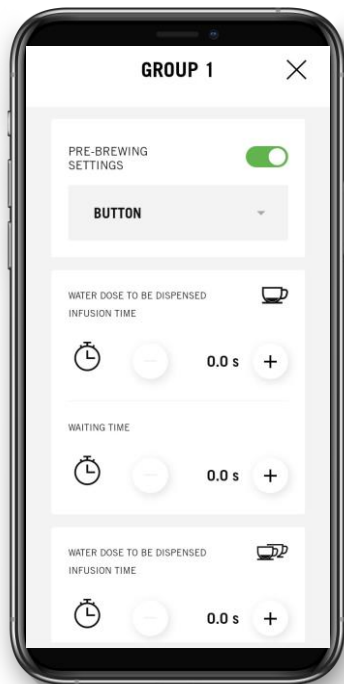 GROUP 1
PRE-BREWING
SETTINGS
BUTTON
WATER DOSE TO BE DISPENSED
INFUSION TIME
0.0 s
WAITING TIME
0.0 s
WATER DOSE TO BE DISPENSED
INFUSION TIME
0.0 s